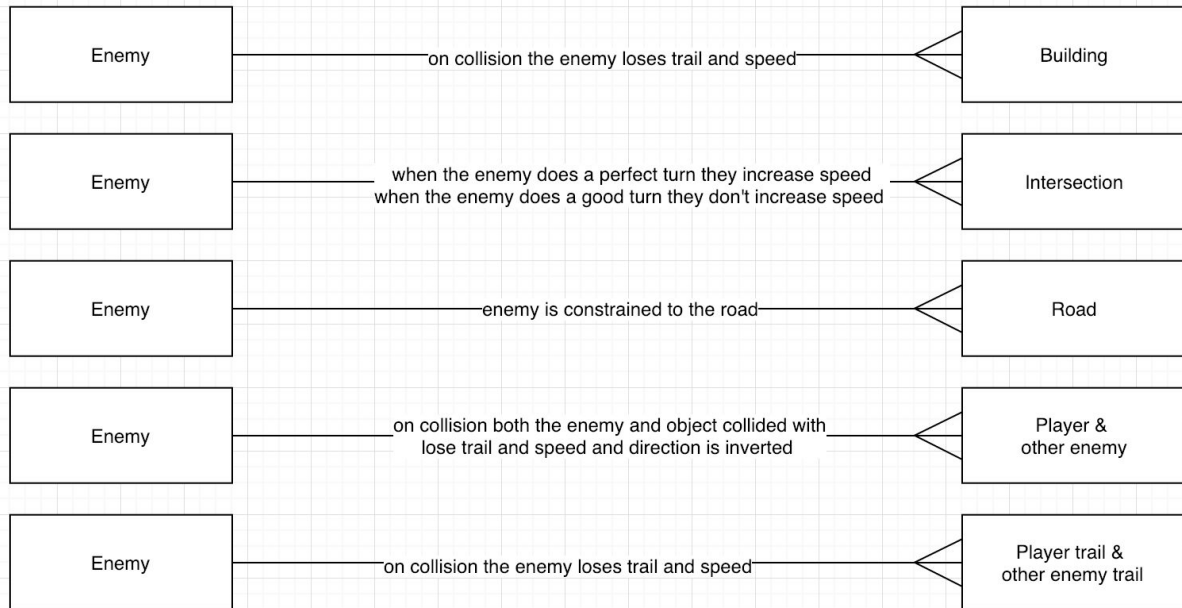 Enemy
on collision the enemy loses trail and speed
Building
Enemy
when the enemy does a perfect turn they increase speed
when the enemy does a good turn they don't increase speed
Intersection
Enemy
enemy is constrained to the road
Road
Enemy
on collision both the enemy and object collided with
lose trail and speed and direction is inverted
Player &
other enemy
Enemy
on collision the enemy loses trail and speed
Player trail &
other enemy trail